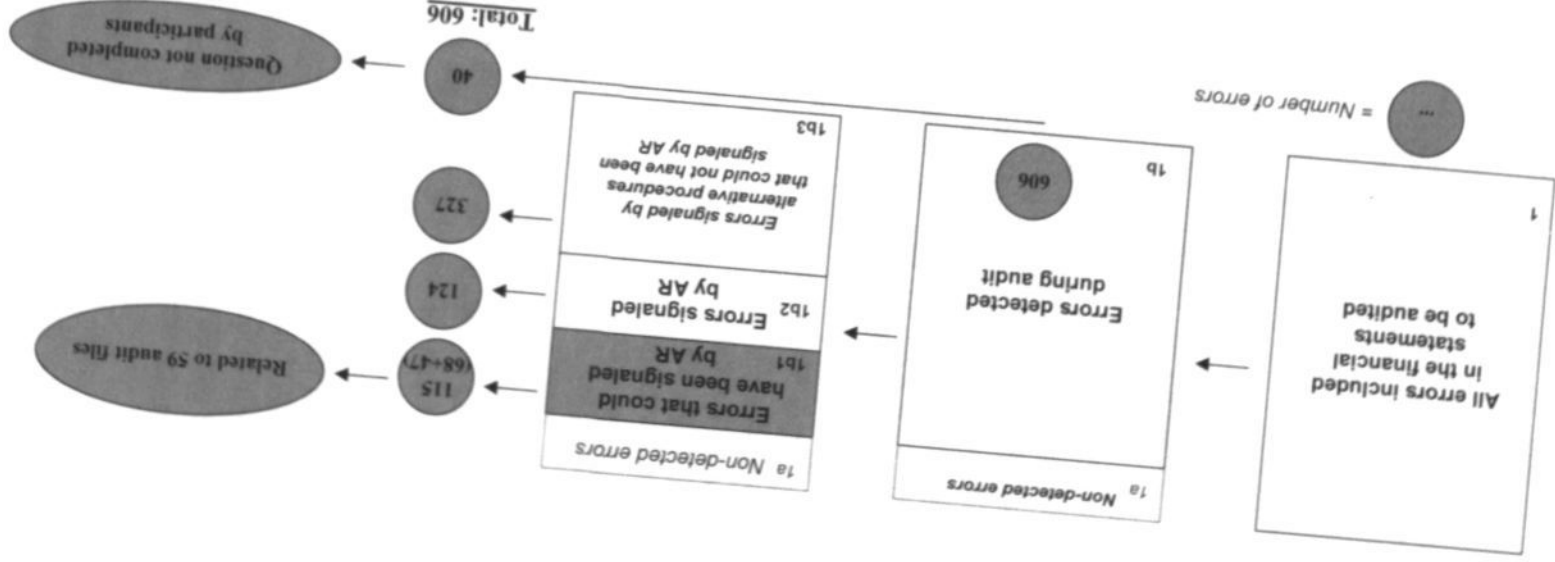 1
All errors included
in the financial
statements
to be audited
... = Number of errors
1a Non-detected errors
Errors detected
during audit
606
1b
1a Non-detected errors
Errors that could
have been signaled
1b1 by AR
1b2 Errors signaled
by AR
Errors signaled by
alternative procedures
that could not have been
signaled by AR
1b3
115
(68+47)
124
327
40
Total: 606
Related to 59 audit files
Question not completed
by participants